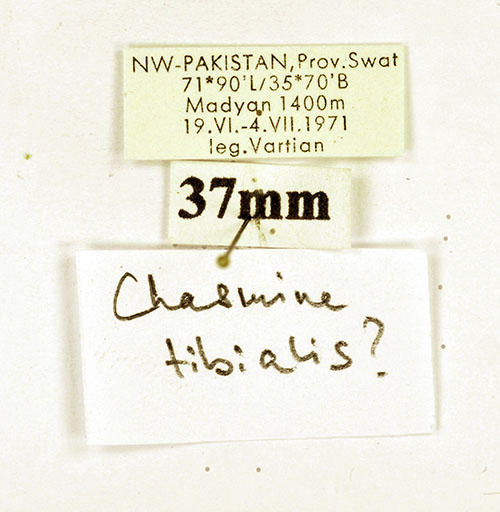 NW-PAKISTAN, Prov.Swat
71*90'L/35*70'B
Madyan 1400m
19.VI.-4.VII.1971
leg.Vartian
37mm
Chasmine
tibialis?